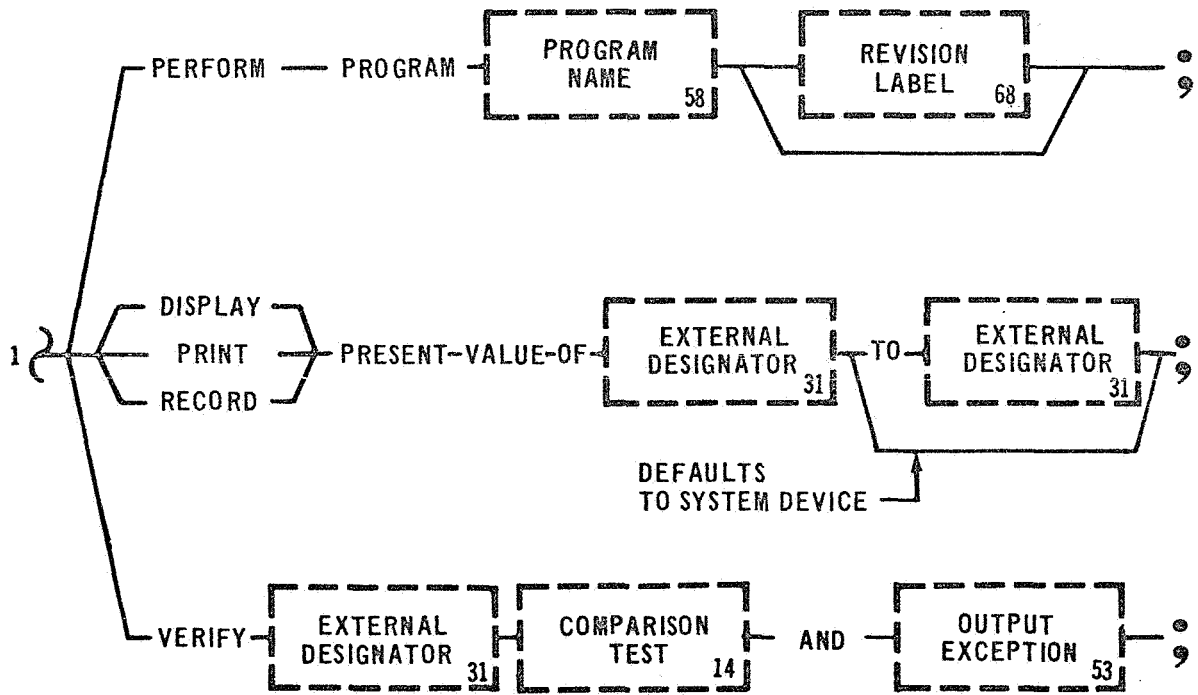 PERFORM PROGRAM PROGRAM NAME 58 REVISION LABEL 68 ;
1
DISPLAY
PRINT
RECORD
PRESENT-VALUE-OF EXTERNAL DESIGNATOR 31 TO EXTERNAL DESIGNATOR 31 ;
DEFAULTS
TO SYSTEM DEVICE
VERIFY EXTERNAL DESIGNATOR 31 COMPARISON TEST 14 AND OUTPUT EXCEPTION 53 ;